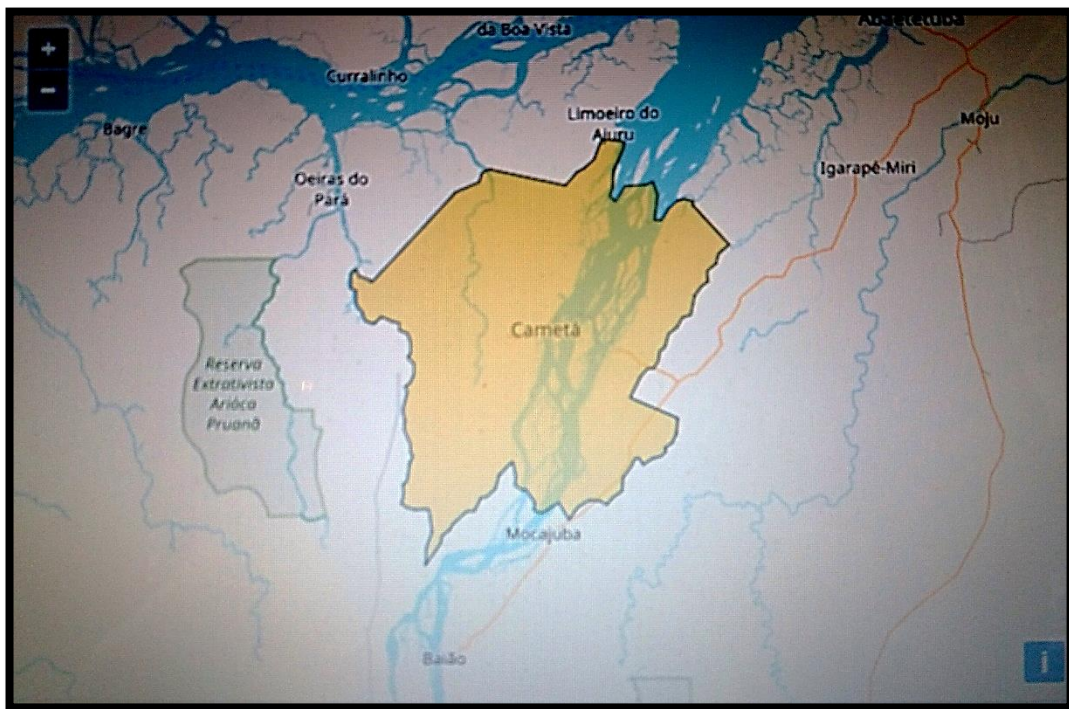 +
da Boa Vista
Abaetetuba
Curralinho
−
Bagre
Limoeiro do
Ajuru
Moju
Igarapé-Miri
Oeiras do
Pará
Cametá
Reserva
Extrativista
Arióca
Pruanã
Mocajuba
Baião